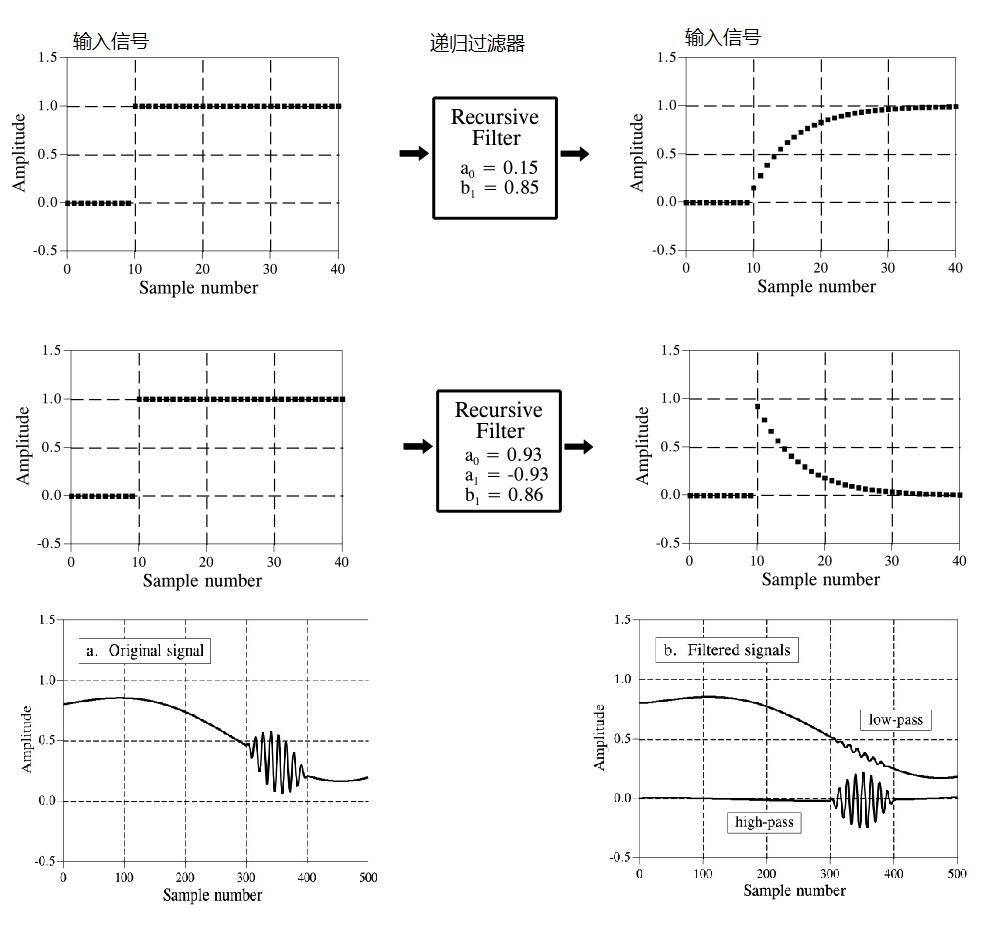 输入信号
递归过滤器
输入信号
1.5
1.0
0.5
0.0
-0.5
Amplitude
0 10 20 30 40
Sample number
Recursive
Filter
a0 = 0.15
b1 = 0.85
1.5
1.0
0.5
0.0
-0.5
Amplitude
0 10 20 30 40
Sample number
1.5
1.0
0.5
0.0
-0.5
Amplitude
0 10 20 30 40
Sample number
Recursive
Filter
a0 = 0.93
a1 = -0.93
b1 = 0.86
1.5
1.0
0.5
0.0
-0.5
Amplitude
0 10 20 30 40
Sample number
1.5
1.0
0.5
0.0
-0.5
Amplitude
a. Original signal
0 100 200 300 400 500
Sample number
1.5
1.0
0.5
0.0
-0.5
Amplitude
b. Filtered signals
low-pass
high-pass
0 100 200 300 400 500
Sample number